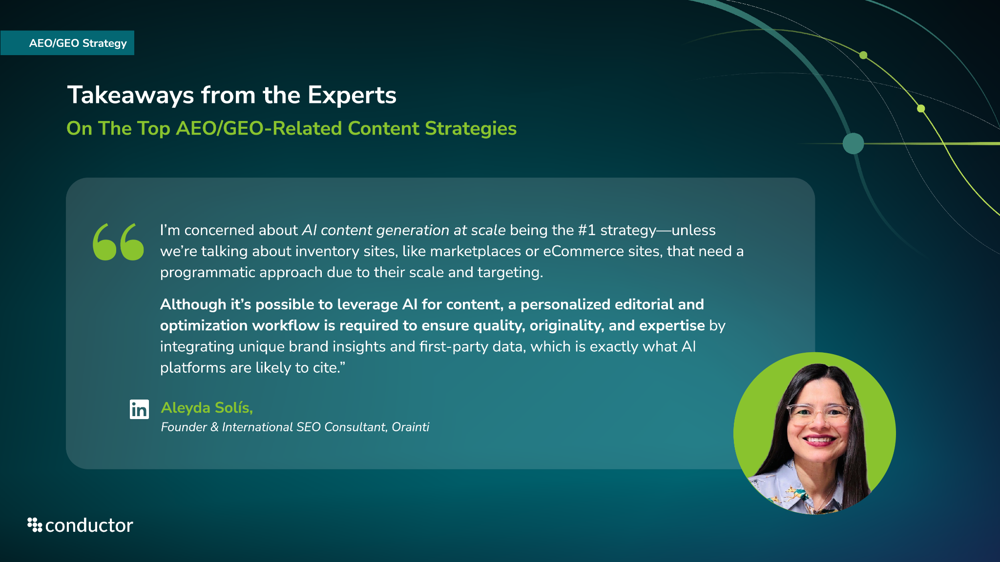 AEO/GEO Strategy
Takeaways from the Experts
On The Top AEO/GEO-Related Content Strategies
I’m concerned about AI content generation at scale being the #1 strategy—unless
we’re talking about inventory sites, like marketplaces or eCommerce sites, that need a
programmatic approach due to their scale and targeting.
Although it’s possible to leverage AI for content, a personalized editorial and
optimization workflow is required to ensure quality, originality, and expertise by
integrating unique brand insights and first-party data, which is exactly what AI
platforms are likely to cite.”
in
Aleyda Solís,
Founder & International SEO Consultant, Orainti
conductor